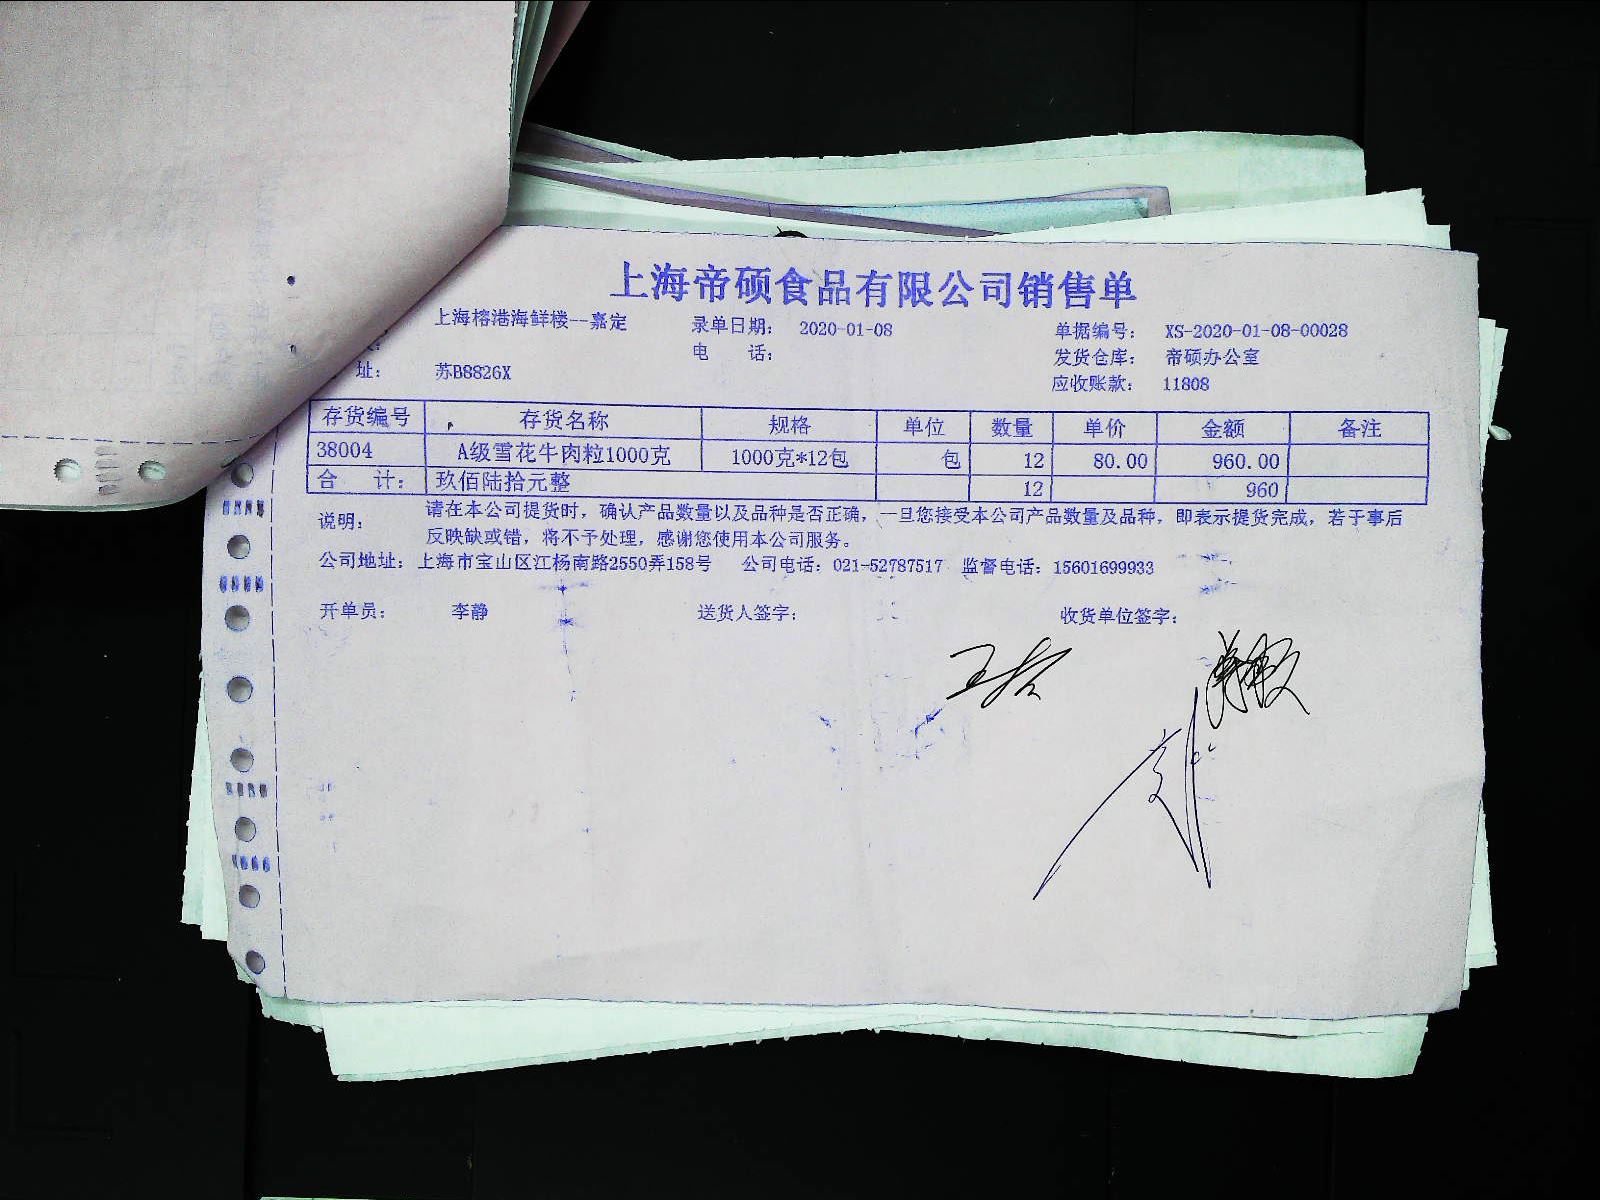 上海帝硕食品有限公司销售单
上海榕港海鲜楼--嘉定 录单日期： 2020-01-08 单据编号： XS-2020-01-08-00028
电 话： 发货仓库： 帝硕办公室
址： 苏B8826X 应收账款： 11808
存货编号 存货名称 规格 单位 数量 单价 金额 备注
38004 A级雪花牛肉粒1000克 1000克*12包 包 12 80.00 960.00
合 计： 玖佰陆拾元整 12 960
说明： 请在本公司提货时，确认产品数量以及品种是否正确，一旦您接受本公司产品数量及品种，即表示提货完成，若于事后
反映缺或错，将不予处理，感谢您使用本公司服务。
公司地址：上海市宝山区江杨南路2550弄158号 公司电话：021-52787517 监督电话：15601699933
开单员： 李静 送货人签字： 收货单位签字：